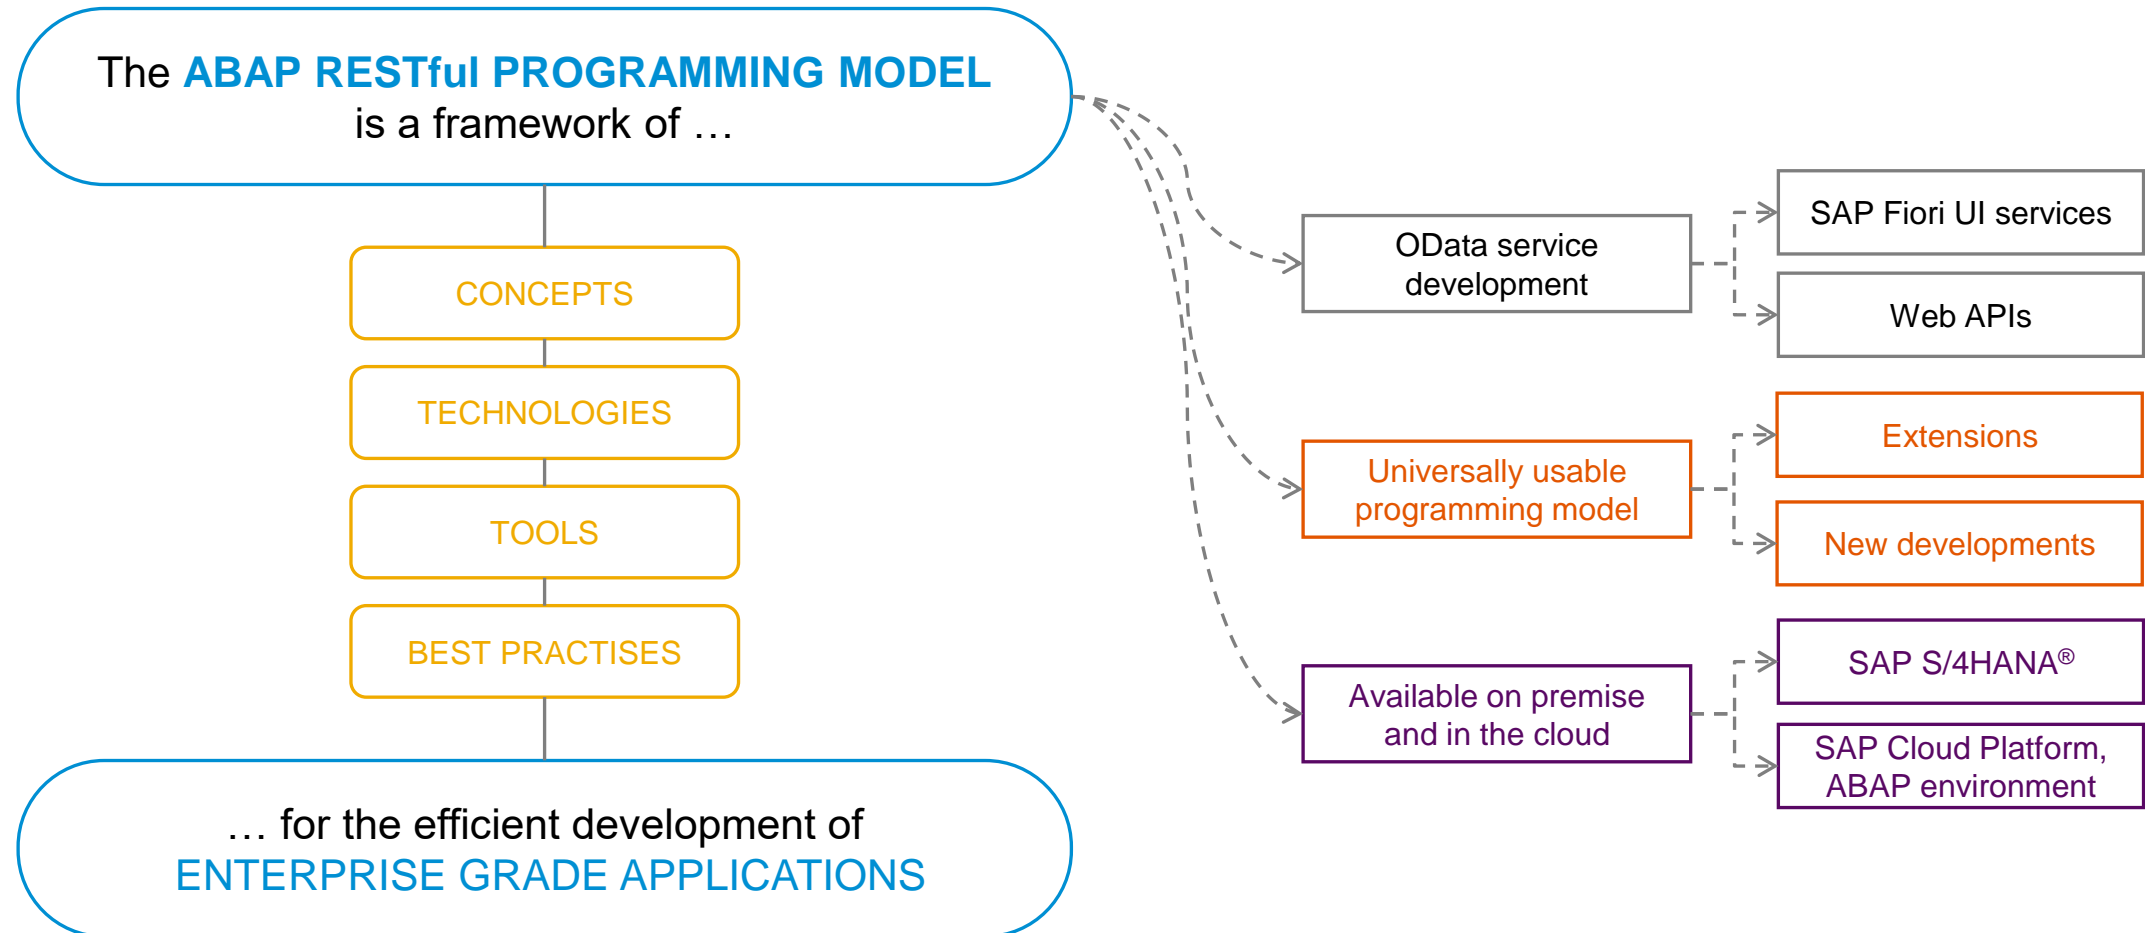 The ABAP RESTful PROGRAMMING MODEL
is a framework of …
CONCEPTS
TECHNOLOGIES
TOOLS
BEST PRACTISES
… for the efficient development of
ENTERPRISE GRADE APPLICATIONS
OData service
development
SAP Fiori UI services
Web APIs
Universally usable
programming model
Extensions
New developments
Available on premise
and in the cloud
SAP S/4HANA®
SAP Cloud Platform,
ABAP environment